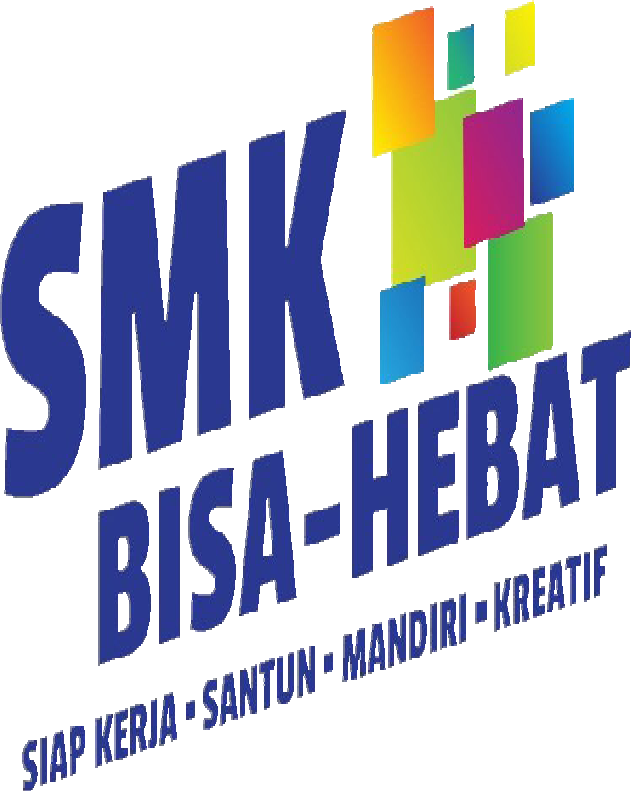 SMK
BISA-HEBAT
SIAP KERJA ▪ SANTUN ▪ MANDIRI ▪ KREATIF